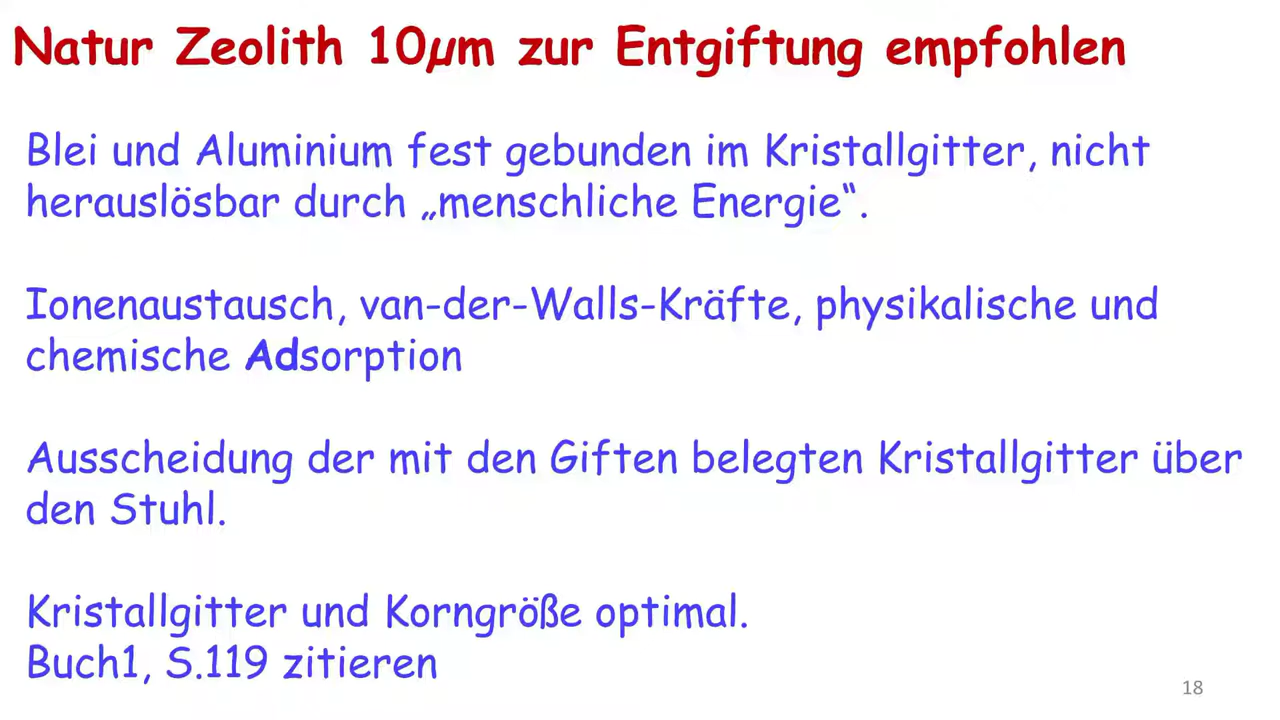 Natur Zeolith 10µm zur Entgiftung empfohlen
Blei und Aluminium fest gebunden im Kristallgitter, nicht
herauslösbar durch „menschliche Energie“.
Ionenaustausch, van-der-Walls-Kräfte, physikalische und
chemische Adsorption
Ausscheidung der mit den Giften belegten Kristallgitter über
den Stuhl.
Kristallgitter und Korngröße optimal.
Buch1, S.119 zitieren
18